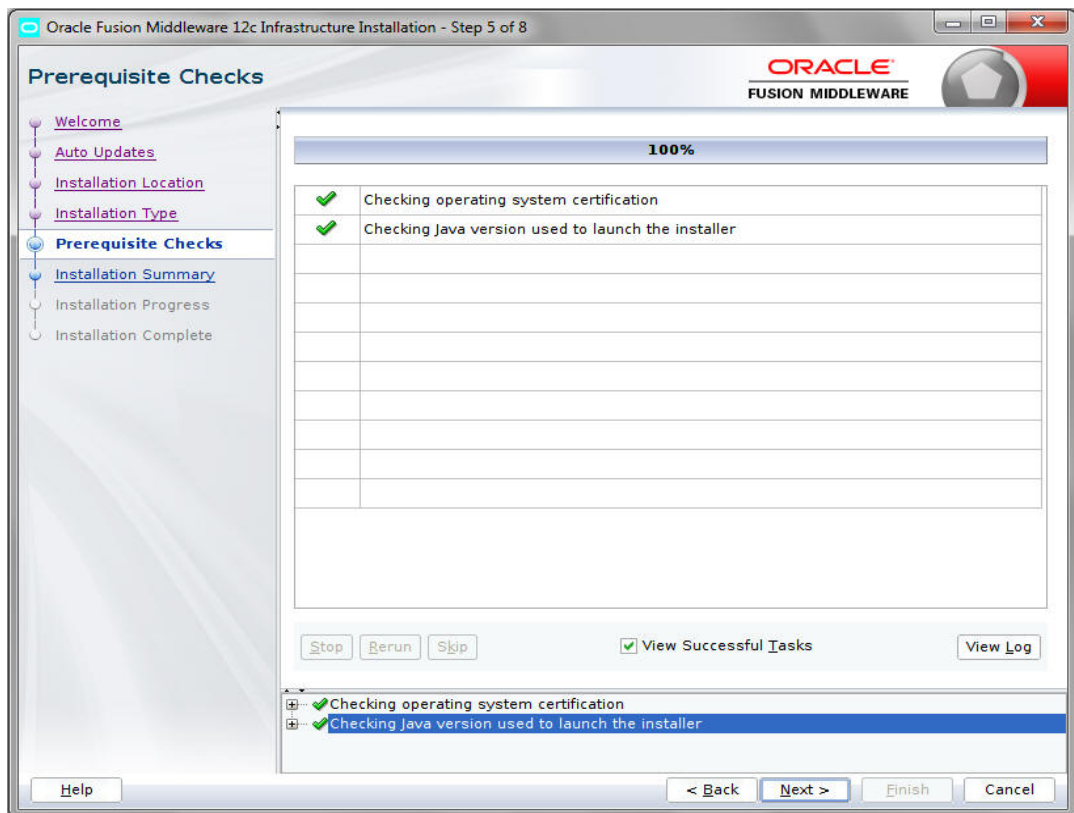 Oracle Fusion Middleware 12c Infrastructure Installation - Step 5 of 8
Prerequisite Checks
ORACLE
FUSION MIDDLEWARE
Welcome
Auto Updates
Installation Location
Installation Type
Prerequisite Checks
Installation Summary
Installation Progress
Installation Complete
100%
Checking operating system certification
Checking Java version used to launch the installer
Stop Rerun Skip View Successful Tasks View Log
Checking operating system certification
Checking Java version used to launch the installer
Help < Back Next > Finish Cancel